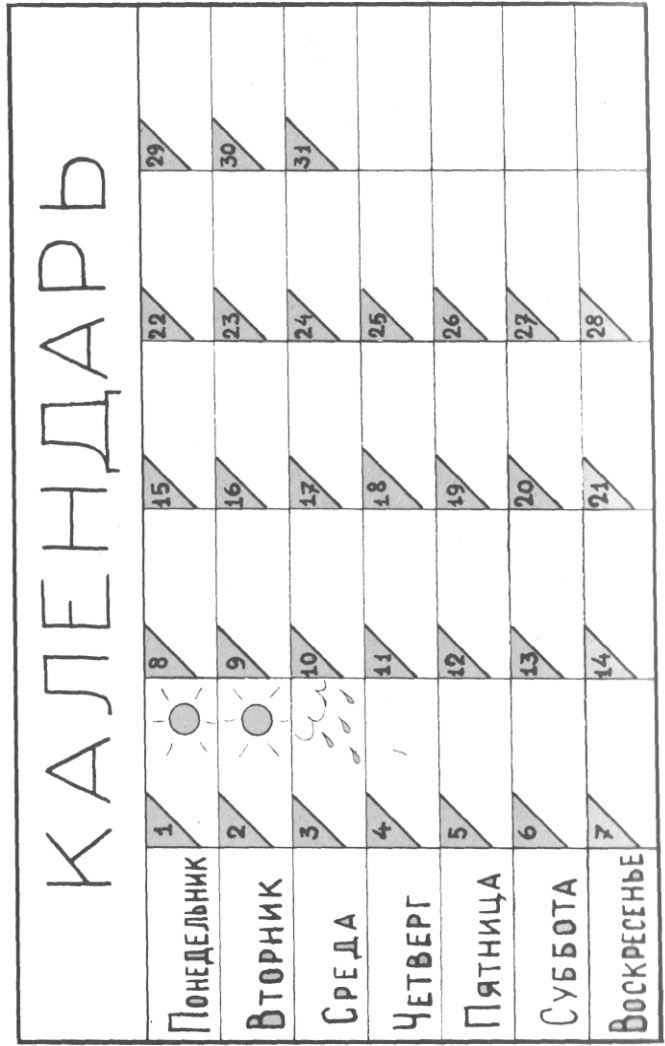 КАЛЕНДАРЬ
Понедельник 1 8 15 22 29
Вторник 2 9 16 23 30
Среда 3 10 17 24 31
Четверг 4 11 18 25
Пятница 5 12 19 26
Суббота 6 13 20 27
Воскресенье 7 14 21 28